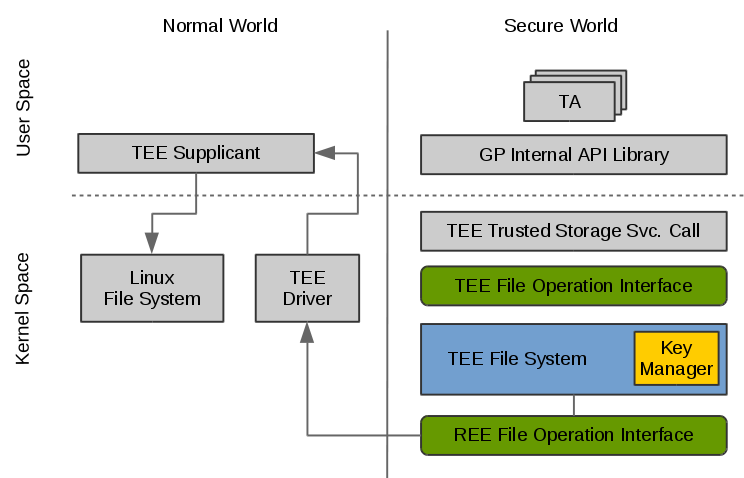 Normal World
Secure World
User Space
TA
TEE Supplicant
GP Internal API Library
Kernel Space
TEE Trusted Storage Svc. Call
Linux
File System
TEE
Driver
TEE File Operation Interface
TEE File System
Key
Manager
REE File Operation Interface